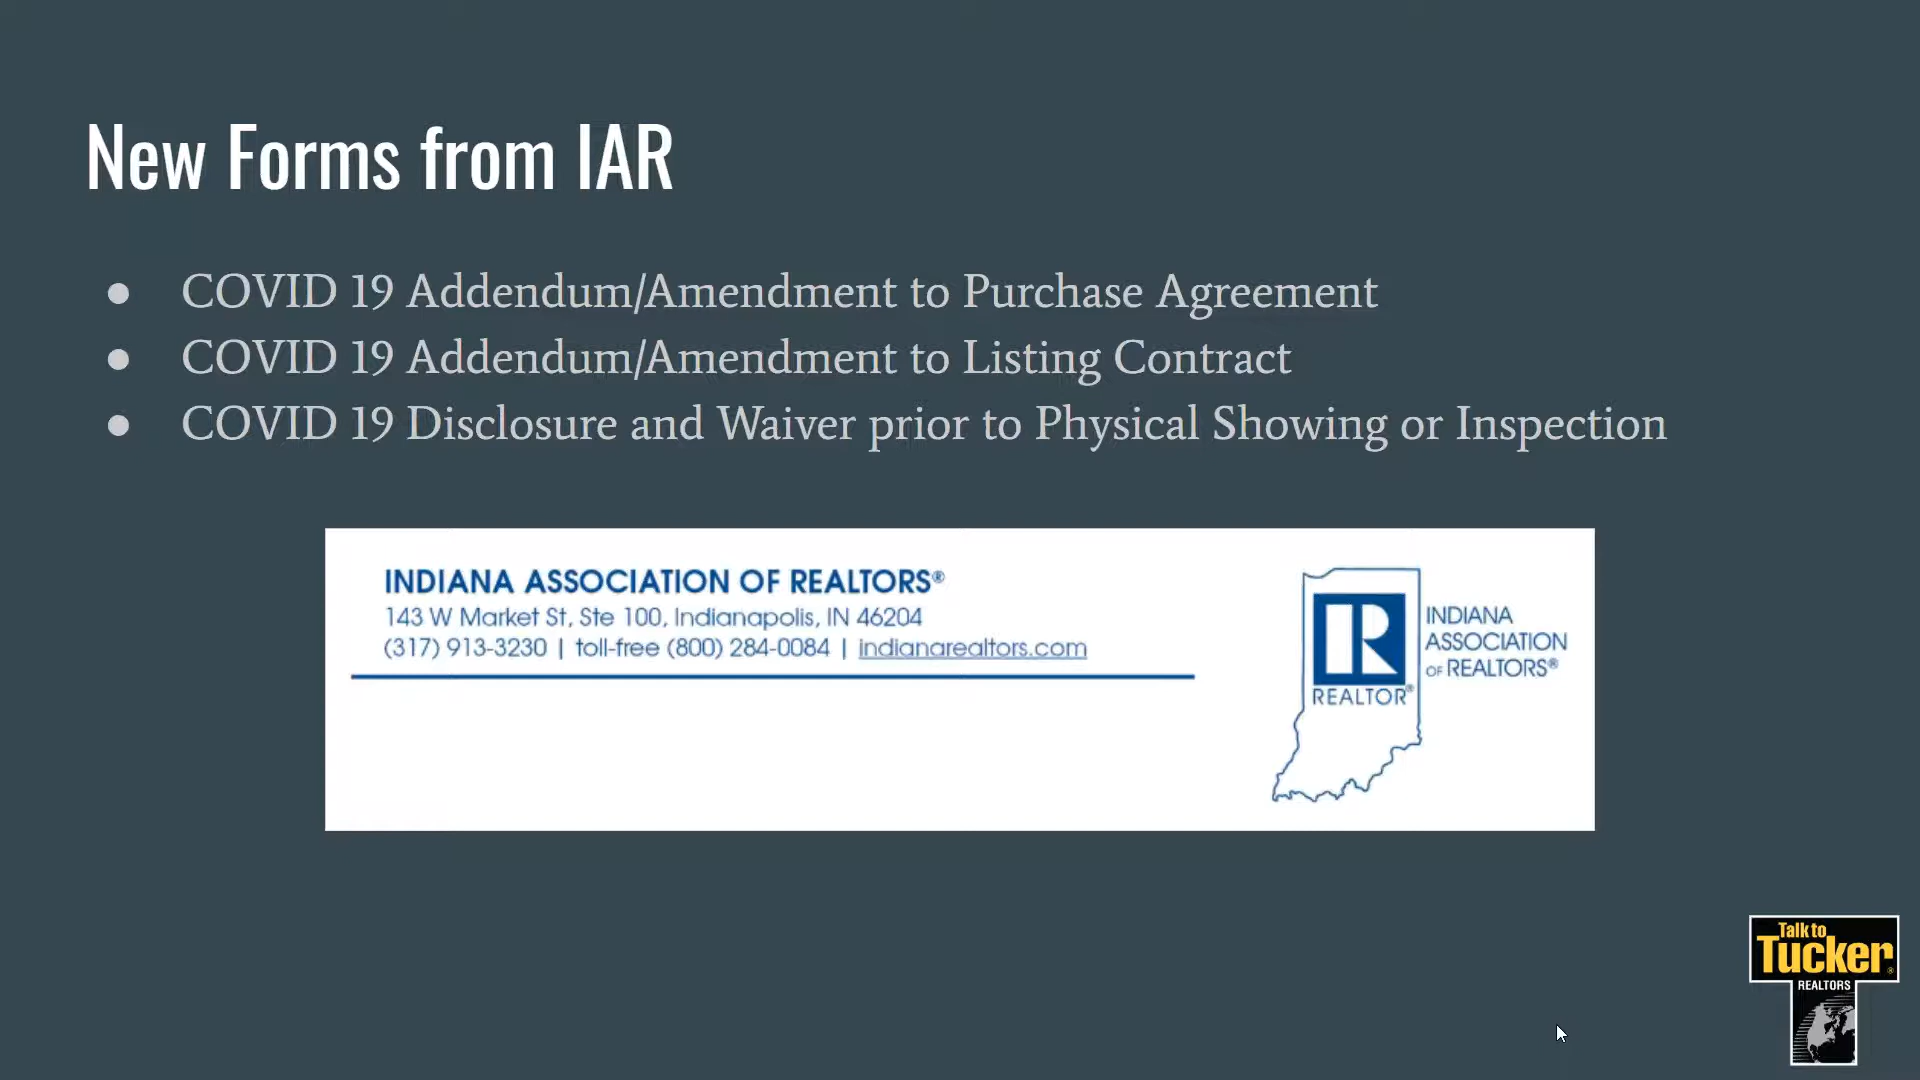 New Forms from IAR
● COVID 19 Addendum/Amendment to Purchase Agreement
● COVID 19 Addendum/Amendment to Listing Contract
● COVID 19 Disclosure and Waiver prior to Physical Showing or Inspection
INDIANA ASSOCIATION OF REALTORS®
143 W Market St, Ste 100, Indianapolis, IN 46204
(317) 913-3230 | toll-free (800) 284-0084 | indianarealtors.com
R
REALTOR®
INDIANA
ASSOCIATION
OF REALTORS®
Talk to
Tucker®
REALTORS